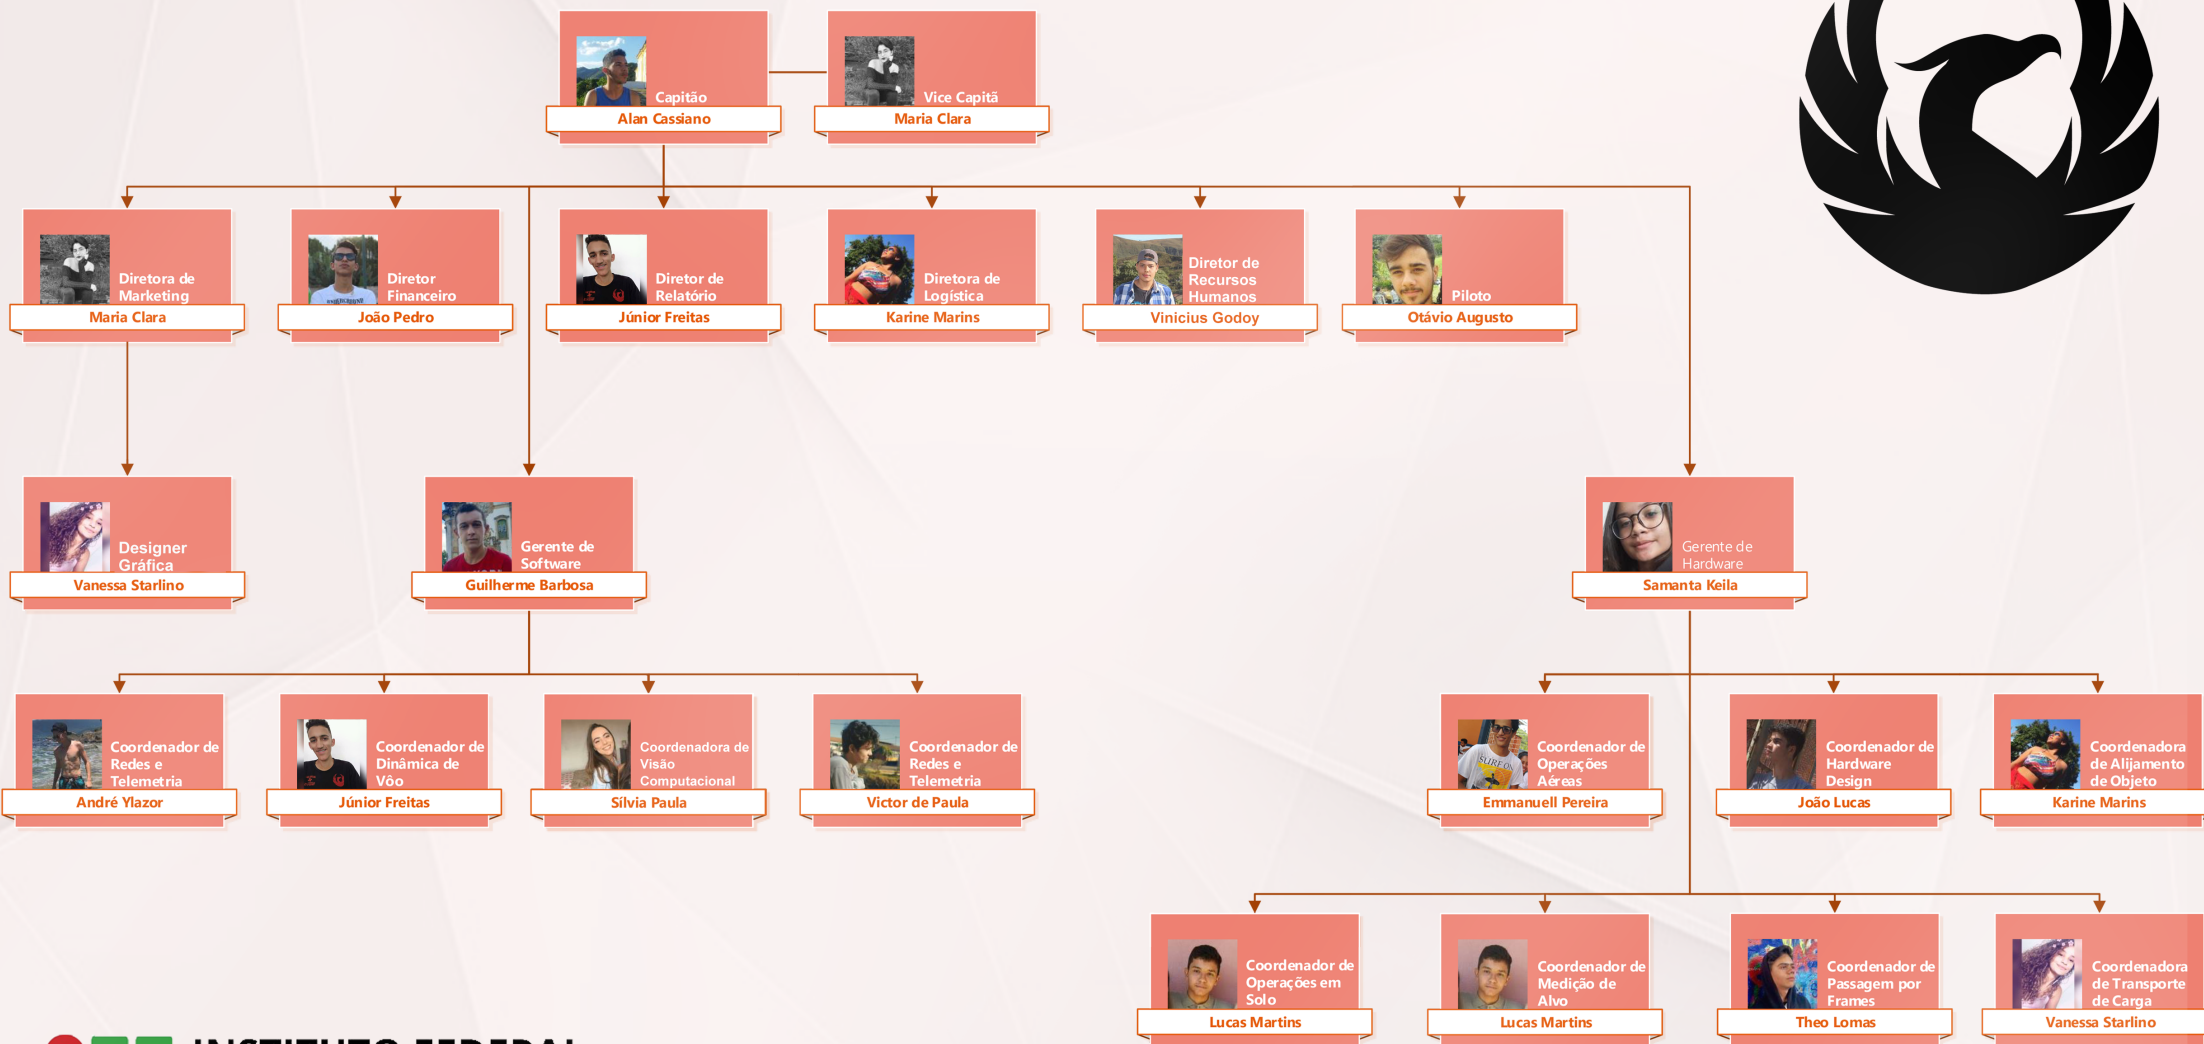 Capitão
Alan Cassiano
Vice Capitã
Maria Clara
Diretora de
Marketing
Maria Clara
Diretor
Financeiro
João Pedro
Diretor de
Relatório
Júnior Freitas
Diretora de
Logística
Karine Marins
Diretor de
Recursos
Humanos
Vinicius Godoy
Piloto
Otávio Augusto
Designer
Gráfica
Vanessa Starlino
Gerente de
Software
Guilherme Barbosa
Gerente de
Hardware
Samanta Keila
Coordenador de
Redes e
Telemetria
André Ylazor
Coordenador de
Dinâmica de
Vôo
Júnior Freitas
Coordenadora de
Visão
Computacional
Sílvia Paula
Coordenador de
Redes e
Telemetria
Victor de Paula
Coordenador de
Operações
Aéreas
Emmanuell Pereira
Coordenador de
Hardware
Design
João Lucas
Coordenadora
de Alijamento
de Objeto
Karine Marins
Coordenador de
Operações em
Solo
Lucas Martins
Coordenador de
Medição de
Alvo
Lucas Martins
Coordenador de
Passagem por
Frames
Theo Lomas
Coordenadora
de Transporte
de Carga
Vanessa Starlino
INSTITUTO FEDERAL